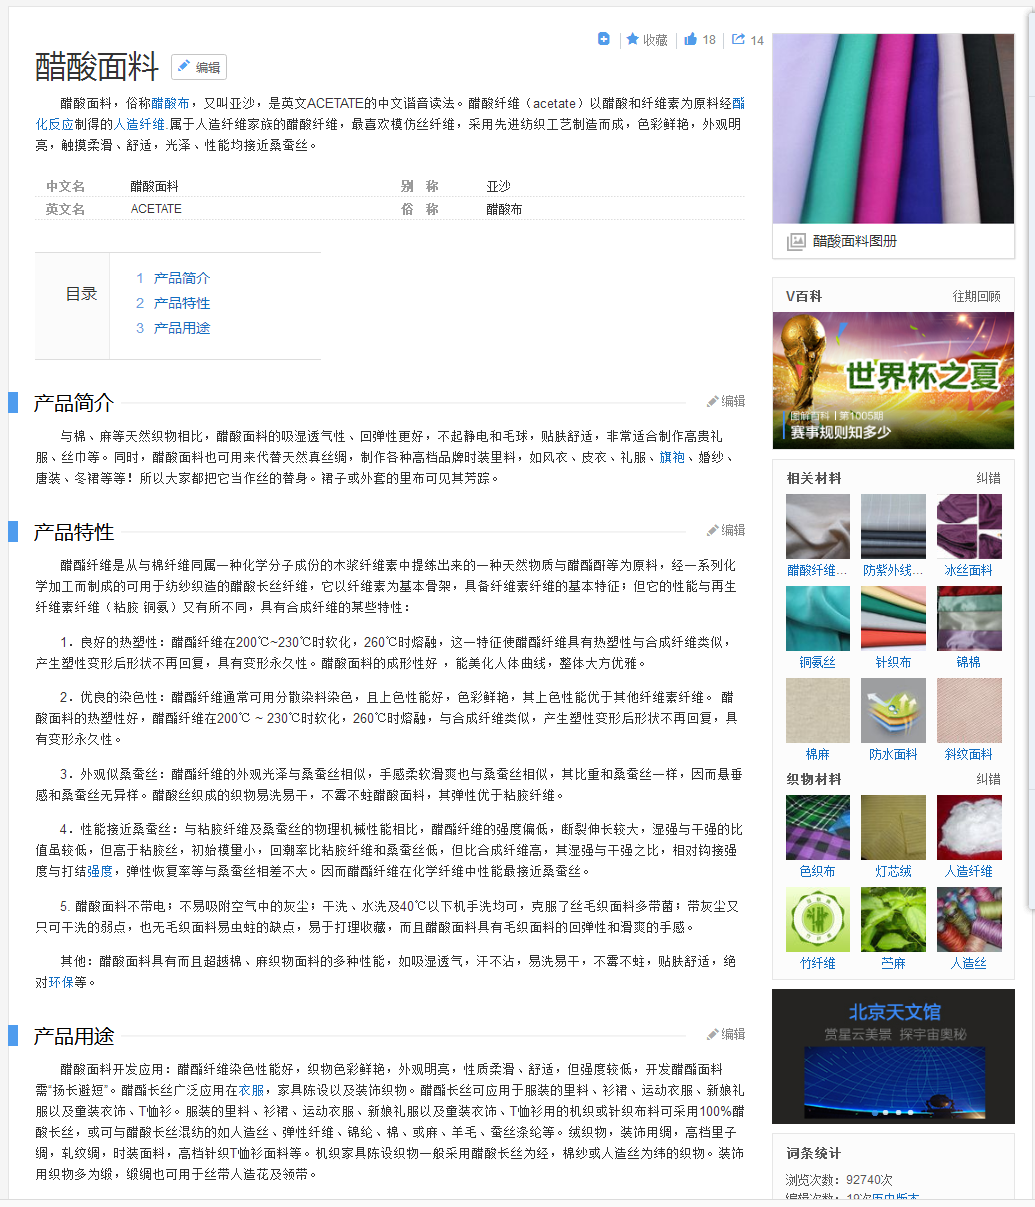 收藏 18 14
醋酸面料 编辑
醋酸面料，俗称醋酸布，又叫亚沙，是英文ACETATE的中文谐音读法。醋酸纤维（acetate）以醋酸和纤维素为原料经酯
化反应制得的人造纤维.属于人造纤维家族的醋酸纤维，最喜欢模仿丝纤维，采用先进纺织工艺制造而成，色彩鲜艳，外观明
亮，触摸柔滑、舒适，光泽、性能均接近桑蚕丝。
中文名 醋酸面料 别 称 亚沙
英文名 ACETATE 俗 称 醋酸布
目录
1 产品简介
2 产品特性
3 产品用途
产品简介 编辑
与棉、麻等天然织物相比，醋酸面料的吸湿透气性、回弹性更好，不起静电和毛球，贴肤舒适，非常适合制作高贵礼
服、丝巾等。同时，醋酸面料也可用来代替天然真丝绸，制作各种高档品牌时装里料，如风衣、皮衣、礼服、旗袍、婚纱、
唐装、冬裙等等！所以大家都把它当作丝的替身。裙子或外套的里布可见其芳踪。
产品特性 编辑
醋酯纤维是从与棉纤维同属一种化学分子成份的木浆纤维素中提练出来的一种天然物质与醋酯酐等为原料，经一系列化
学加工而制成的可用于纺纱织造的醋酸长丝纤维，它以纤维素为基本骨架，具备纤维素纤维的基本特征；但它的性能与再生
纤维素纤维（粘胶 铜氨）又有所不同，具有合成纤维的某些特性：
1．良好的热塑性：醋酯纤维在200℃~230℃时软化，260℃时熔融，这一特征使醋酯纤维具有热塑性与合成纤维类似，
产生塑性变形后形状不再回复，具有变形永久性。醋酸面料的成形性好 ，能美化人体曲线，整体大方优雅。
2．优良的染色性：醋酯纤维通常可用分散染料染色，且上色性能好，色彩鲜艳，其上色性能优于其他纤维素纤维。 醋
酸面料的热塑性好，醋酯纤维在200℃ ~ 230℃时软化，260℃时熔融，与合成纤维类似，产生塑性变形后形状不再回复，具
有变形永久性。
3．外观似桑蚕丝：醋酯纤维的外观光泽与桑蚕丝相似，手感柔软滑爽也与桑蚕丝相似，其比重和桑蚕丝一样，因而悬垂
感和桑蚕丝无异样。醋酸丝织成的织物易洗易干，不霉不蛀醋酸面料，其弹性优于粘胶纤维。
4．性能接近桑蚕丝：与粘胶纤维及桑蚕丝的物理机械性能相比，醋酯纤维的强度偏低，断裂伸长较大，湿强与干强的比
值虽较低，但高于粘胶丝，初始模量小，回潮率比粘胶纤维和桑蚕丝低，但比合成纤维高，其湿强与干强之比，相对钩接强
度与打结强度，弹性恢复率等与桑蚕丝相差不大。因而醋酯纤维在化学纤维中性能最接近桑蚕丝。
5. 醋酸面料不带电；不易吸附空气中的灰尘；干洗、水洗及40℃以下机手洗均可，克服了丝毛织面料多带菌；带灰尘又
只可干洗的弱点，也无毛织面料易虫蛀的缺点，易于打理收藏，而且醋酸面料具有毛织面料的回弹性和滑爽的手感。
其他：醋酸面料具有而且超越棉、麻织物面料的多种性能，如吸湿透气，汗不沾，易洗易干，不霉不蛀，贴肤舒适，绝
对环保等。
产品用途 编辑
醋酸面料开发应用：醋酯纤维染色性能好，织物色彩鲜艳，外观明亮，性质柔滑、舒适，但强度较低，开发醋酯面料
需“扬长避短”。醋酯长丝广泛应用在衣服，家具陈设以及装饰织物。醋酯长丝可应用于服装的里料、衫裙、运动衣服、新娘礼
服以及童装衣饰、T恤衫。服装的里料、衫裙、运动衣服、新娘礼服以及童装衣饰、T恤衫用的机织或针织布料可采用100%醋
酸长丝，或可与醋酸长丝混纺的如人造丝、弹性纤维、锦纶、棉、或麻、羊毛、蚕丝涤纶等。绒织物，装饰用绸，高档里子
绸，轧纹绸，时装面料，高档针织T恤衫面料等。机织家具陈设织物一般采用醋酸长丝为经，棉纱或人造丝为纬的织物。装饰
用织物多为缎，缎绸也可用于丝带人造花及领带。
醋酸面料图册
V百科 往期回顾
世界杯之夏
图解百科 | 第1005期
赛事规则知多少
相关材料 纠错
醋酸纤维... 防紫外线... 冰丝面料
铜氨丝 针织布 锦棉
棉麻 防水面料 斜纹面料
织物材料 纠错
色织布 灯芯绒 人造纤维
竹纤维 苎麻 人造丝
北京天文馆
赏星云美景 探宇宙奥秘
词条统计
浏览次数：92740次
编辑次数：19次历史版本